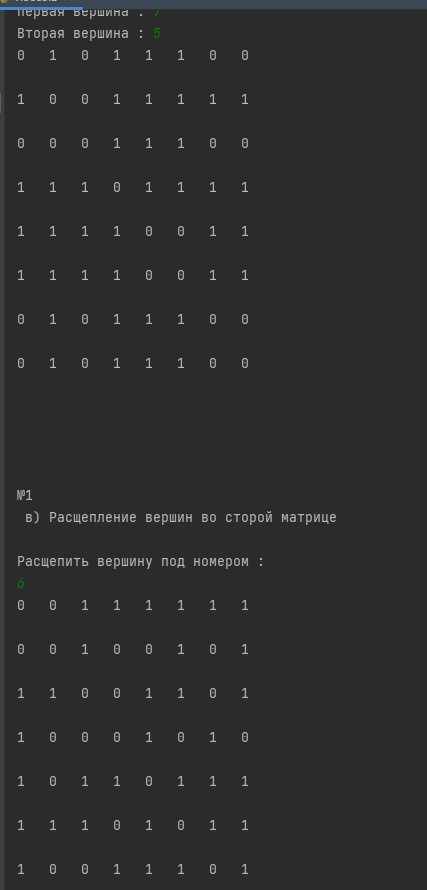 Первая вершина : 7
Вторая вершина : 5
0 1 0 1 1 1 0 0
1 0 0 1 1 1 1 1
0 0 0 1 1 1 0 0
1 1 1 0 1 1 1 1
1 1 1 1 0 0 1 1
1 1 1 1 0 0 1 1
0 1 0 1 1 1 0 0
0 1 0 1 1 1 0 0
№1
в) Расщепление вершин во сторой матрице
Расщепить вершину под номером :
6
0 0 1 1 1 1 1 1
0 0 1 0 0 1 0 1
1 1 0 0 1 1 0 1
1 0 0 0 1 0 1 0
1 0 1 1 0 1 1 1
1 1 1 0 1 0 1 1
1 0 0 1 1 1 0 1